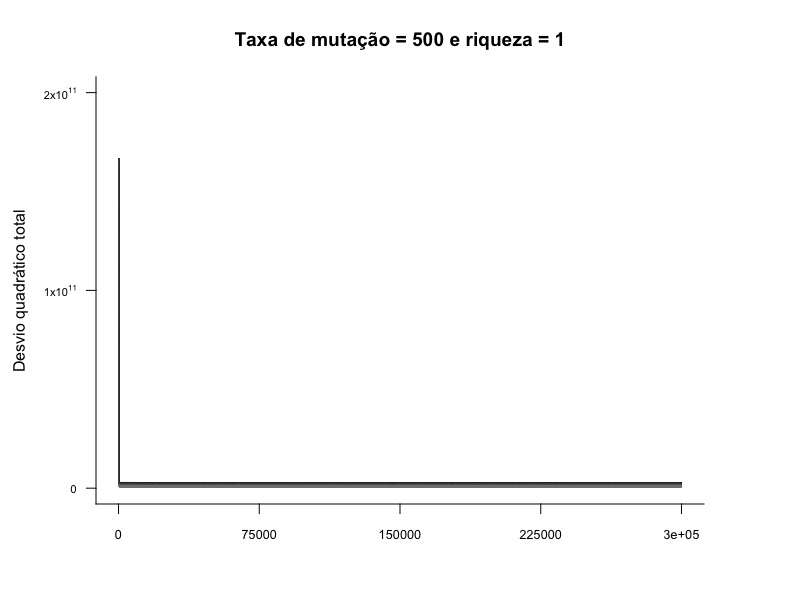 Taxa de mutação = 500 e riqueza = 1
Desvio quadrático total
2x10¹¹
1x10¹¹
0
0 75000 150000 225000 3e+05